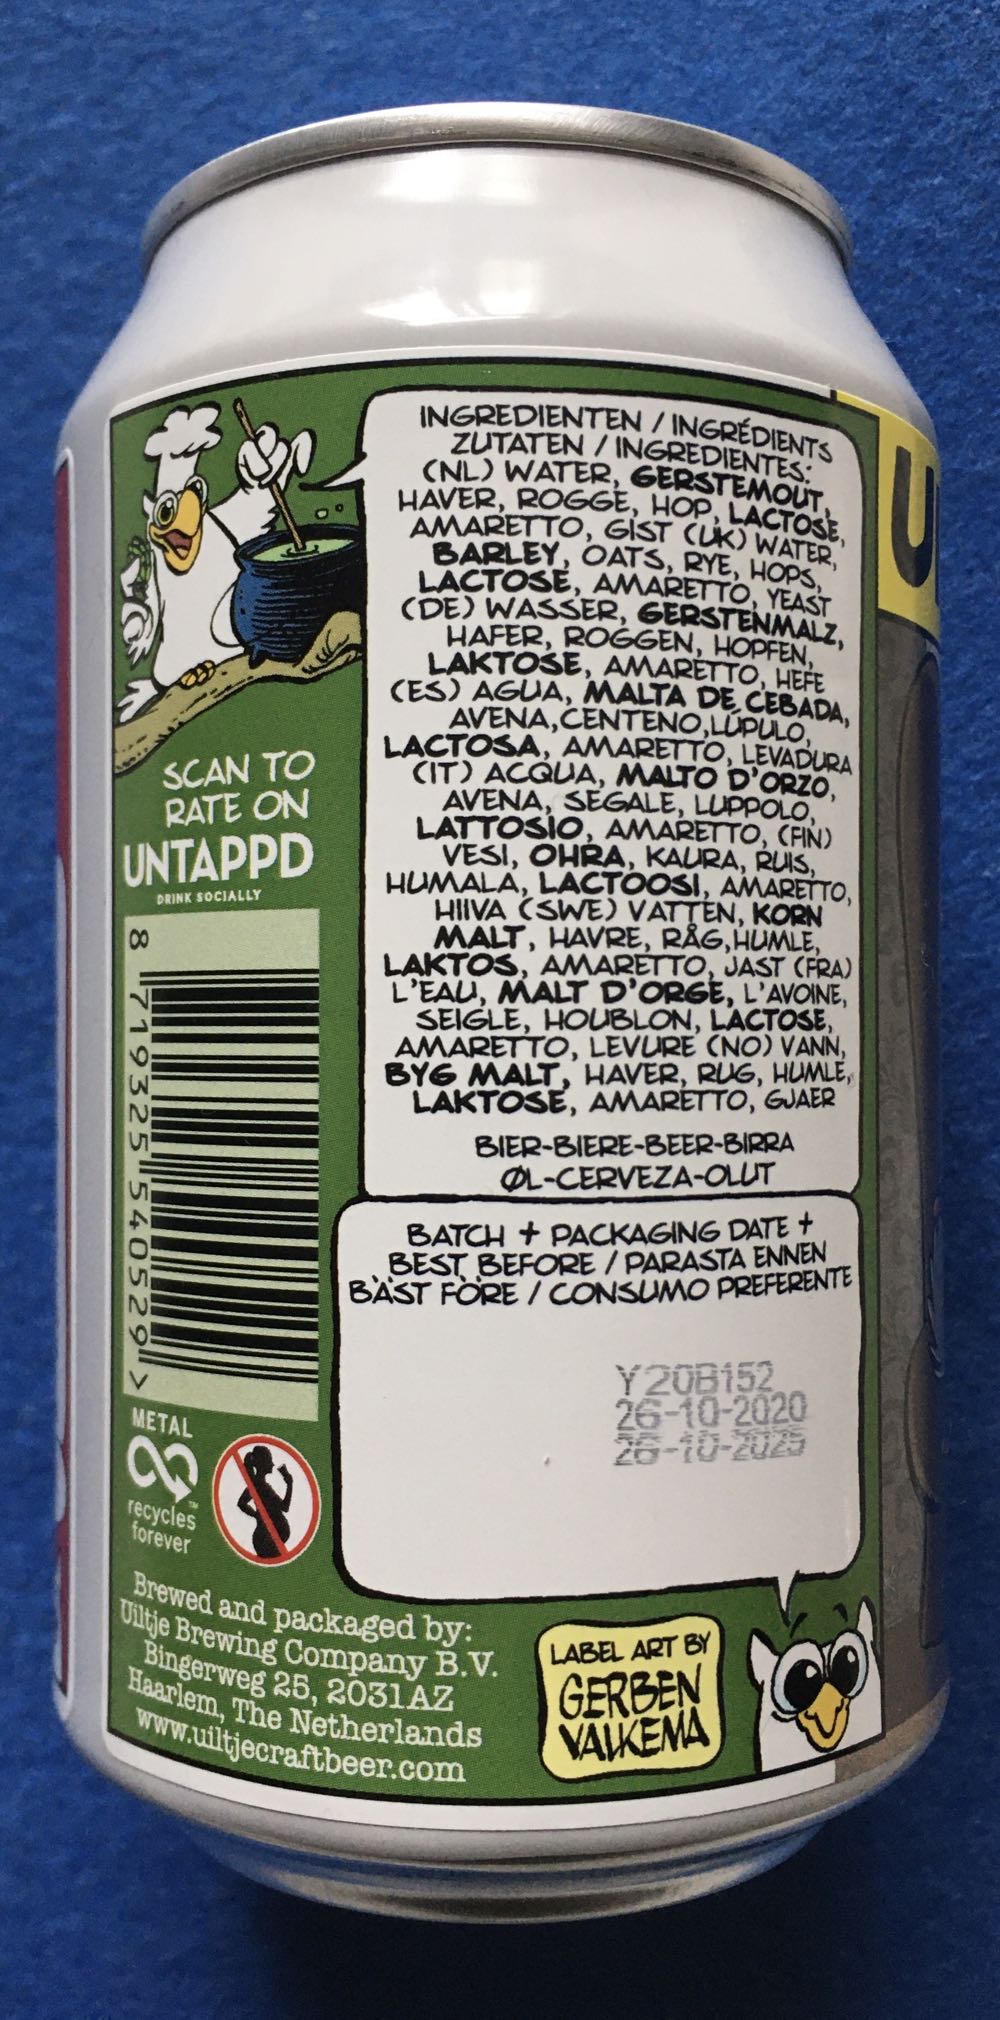 INGREDIENTEN / INGRÉDIENTS
ZUTATEN / INGREDIENTES:
(NL) WATER, GERSTEMOUT,
HAVER, ROGGE, HOP, LACTOSE,
AMARETTO, GIST (UK) WATER,
BARLEY, OATS, RYE, HOPS,
LACTOSE, AMARETTO, YEAST
(DE) WASSER, GERSTENMALZ,
HAFER, ROGGEN, HOPFEN,
LAKTOSE, AMARETTO, HEFE
(ES) AGUA, MALTA DE CEBADA,
AVENA, CENTENO, LÚPULO,
LACTOSA, AMARETTO, LEVADURA
(IT) ACQUA, MALTO D'ORZO,
AVENA, SEGALE, LUPPOLO,
LATTOSIO, AMARETTO, (FIN)
VESI, OHRA, KAURA, RUIS,
HUMALA, LACTOOSI, AMARETTO,
HIIVA (SWE) VATTEN, KORN
MALT, HAVRE, RÅG, HUMLE,
LAKTOS, AMARETTO, JAST (FRA)
L'EAU, MALT D'ORGE, L'AVOINE,
SEIGLE, HOUBLON, LACTOSE,
AMARETTO, LEVURE (NO) VANN,
BYG MALT, HAVER, RUG, HUMLE,
LAKTOSE, AMARETTO, GJAER
BIER-BIERE-BEER-BIRRA
ØL-CERVEZA-OLUT
SCAN TO
RATE ON
UNTAPPD
DRINK SOCIALLY
8 719325 540529 >
BATCH + PACKAGING DATE +
BEST BEFORE / PARASTA ENNEN
BÄST FÖRE / CONSUMO PREFERENTE
Y20B152
26-10-2020
26-10-2025
METAL
recycles
forever™
Brewed and packaged by:
Uiltje Brewing Company B.V.
Bingerweg 25, 2031AZ
Haarlem, The Netherlands
www.uiltjecraftbeer.com
LABEL ART BY
GERBEN
VALKEMA